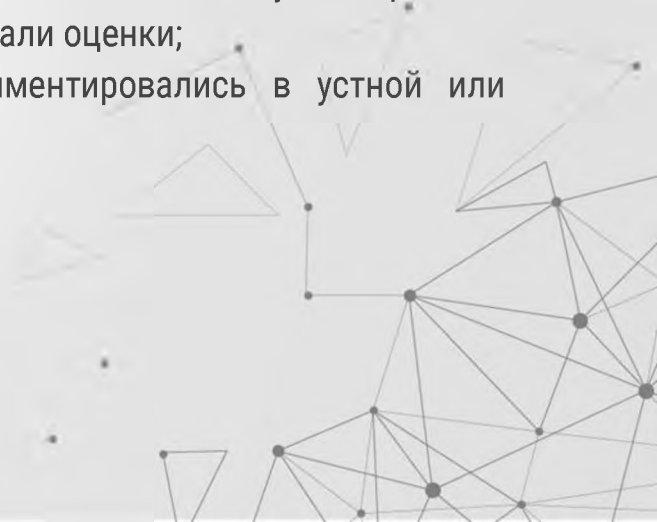 али оценки;
ментировались в устной или